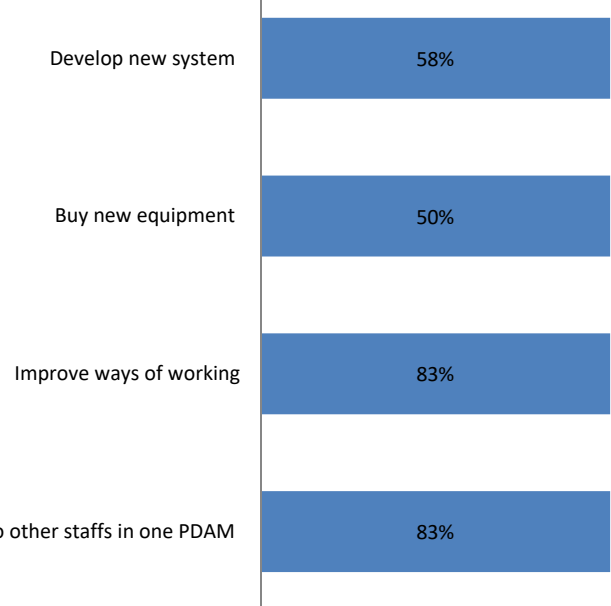 Develop new system 58%
Buy new equipment 50%
Improve ways of working 83%
other staffs in one PDAM 83%